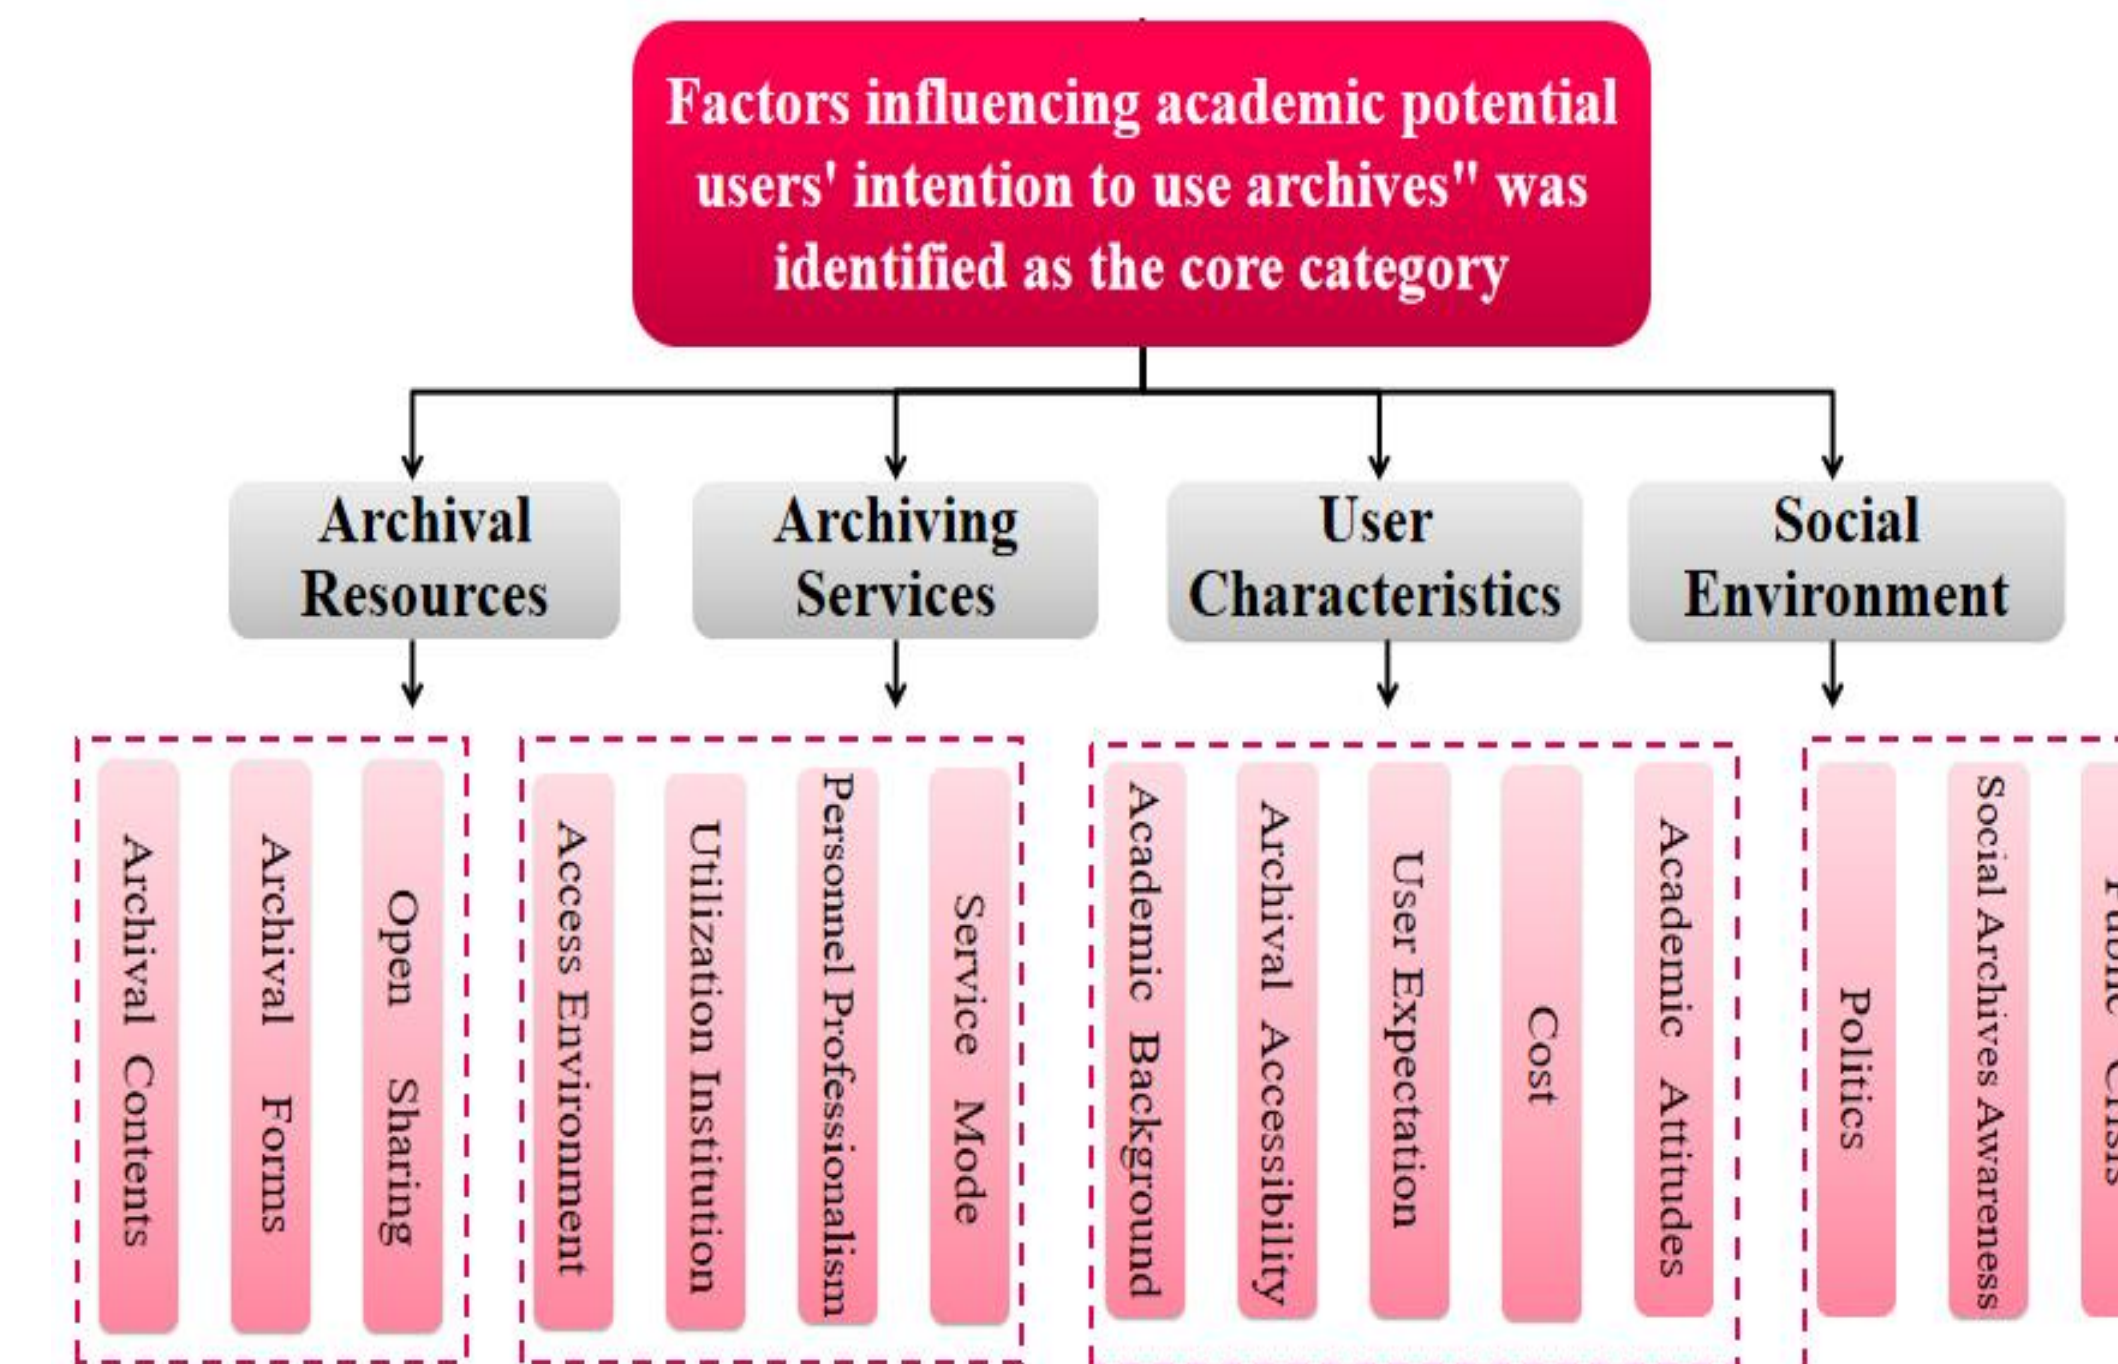 Factors influencing academic potential
users' intention to use archives" was
identified as the core category
Archival
Resources
Archiving
Services
User
Characteristics
Social
Environment
Archival Contents
Archival Forms
Open Sharing
Access Environment
Utilization Institution
Personnel Professionalism
Service Mode
Academic Background
Archival Accessibility
User Expectation
Cost
Academic Attitudes
Politics
Social Archives Awareness